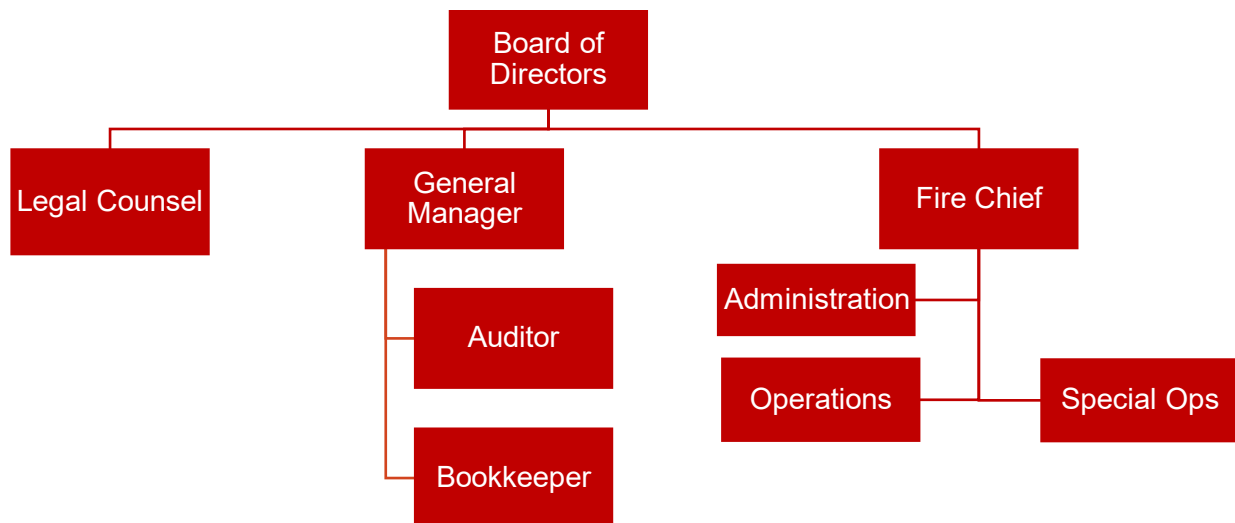 Board of
Directors
Legal Counsel
General
Manager
Fire Chief
Administration
Auditor
Operations
Special Ops
Bookkeeper